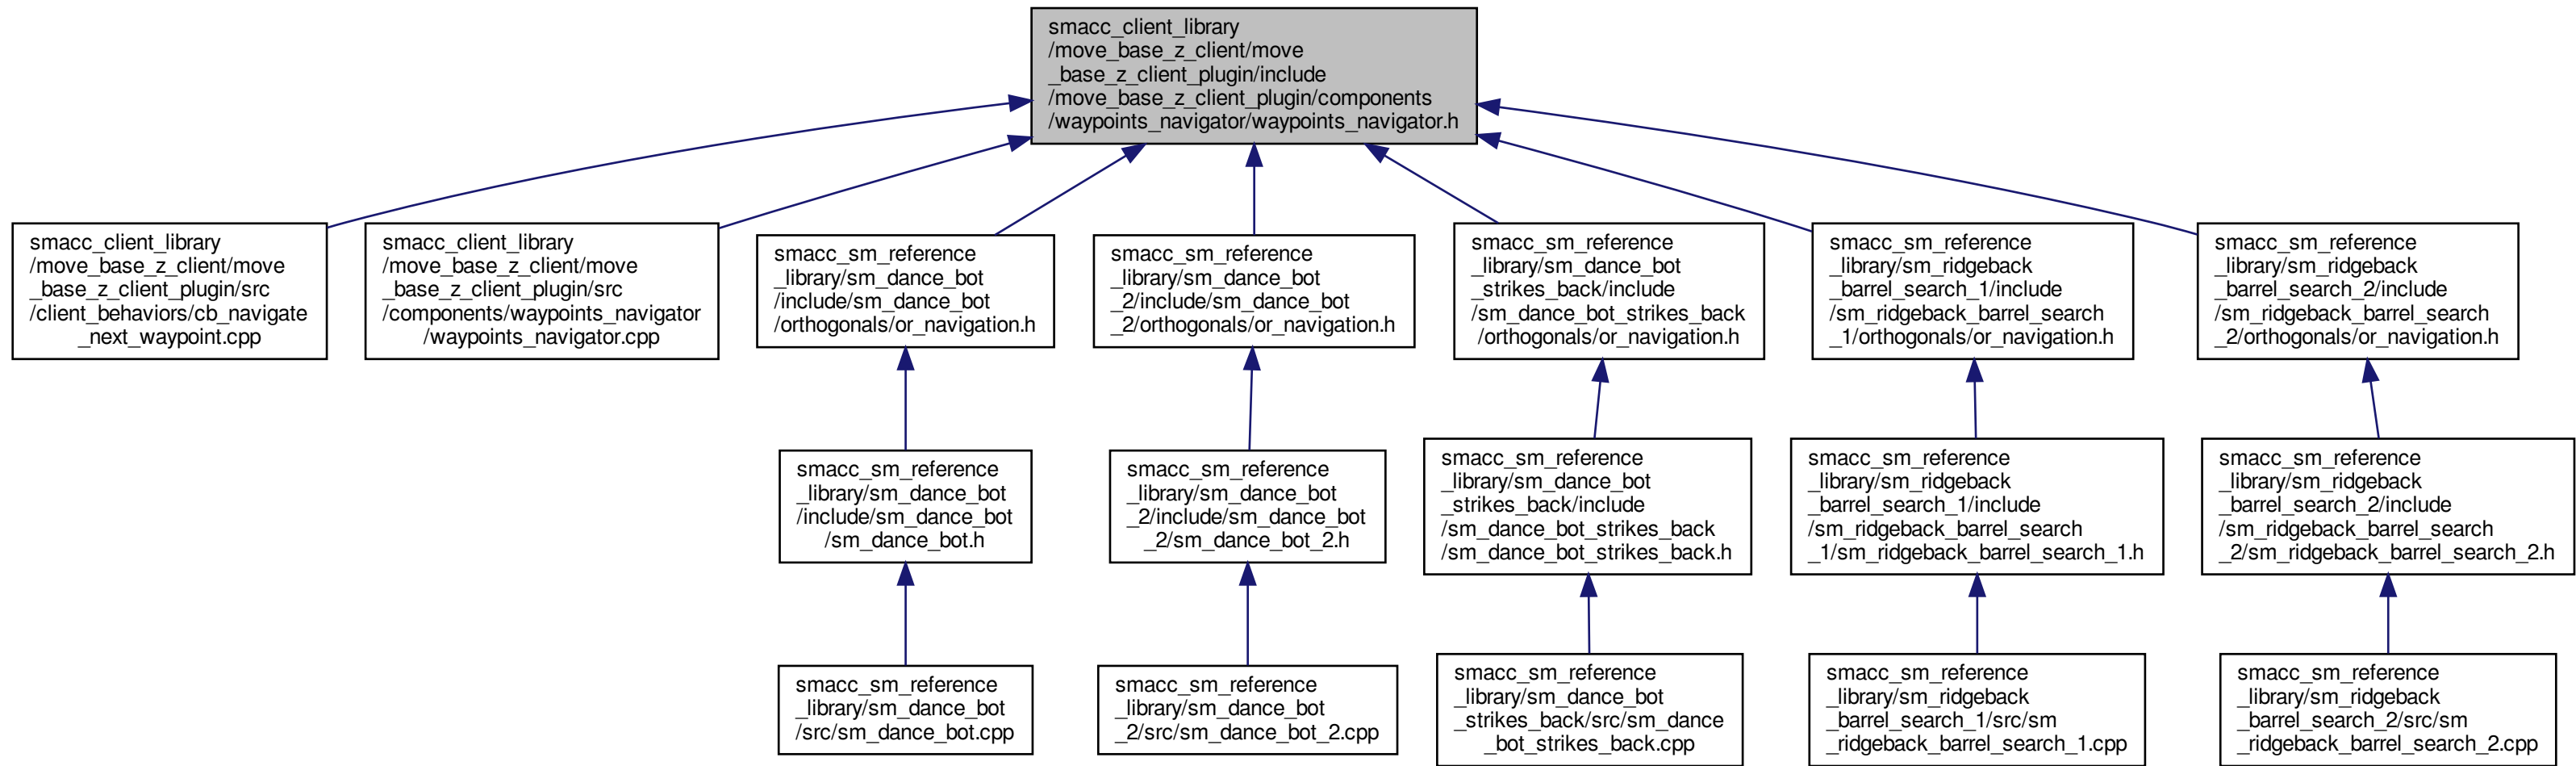 smacc_client_library
/move_base_z_client/move
_base_z_client_plugin/include
/move_base_z_client_plugin/components
/waypoints_navigator/waypoints_navigator.h
smacc_client_library
/move_base_z_client/move
_base_z_client_plugin/src
/client_behaviors/cb_navigate
_next_waypoint.cpp
smacc_client_library
/move_base_z_client/move
_base_z_client_plugin/src
/components/waypoints_navigator
/waypoints_navigator.cpp
smacc_sm_reference
_library/sm_dance_bot
/include/sm_dance_bot
/orthogonals/or_navigation.h
smacc_sm_reference
_library/sm_dance_bot
_2/include/sm_dance_bot
_2/orthogonals/or_navigation.h
smacc_sm_reference
_library/sm_dance_bot
_strikes_back/include
/sm_dance_bot_strikes_back
/orthogonals/or_navigation.h
smacc_sm_reference
_library/sm_ridgeback
_barrel_search_1/include
/sm_ridgeback_barrel_search
_1/orthogonals/or_navigation.h
smacc_sm_reference
_library/sm_ridgeback
_barrel_search_2/include
/sm_ridgeback_barrel_search
_2/orthogonals/or_navigation.h
smacc_sm_reference
_library/sm_dance_bot
/include/sm_dance_bot
/sm_dance_bot.h
smacc_sm_reference
_library/sm_dance_bot
_2/include/sm_dance_bot
_2/sm_dance_bot_2.h
smacc_sm_reference
_library/sm_dance_bot
_strikes_back/include
/sm_dance_bot_strikes_back
/sm_dance_bot_strikes_back.h
smacc_sm_reference
_library/sm_ridgeback
_barrel_search_1/include
/sm_ridgeback_barrel_search
_1/sm_ridgeback_barrel_search_1.h
smacc_sm_reference
_library/sm_ridgeback
_barrel_search_2/include
/sm_ridgeback_barrel_search
_2/sm_ridgeback_barrel_search_2.h
smacc_sm_reference
_library/sm_dance_bot
/src/sm_dance_bot.cpp
smacc_sm_reference
_library/sm_dance_bot
_2/src/sm_dance_bot_2.cpp
smacc_sm_reference
_library/sm_dance_bot
_strikes_back/src/sm_dance
_bot_strikes_back.cpp
smacc_sm_reference
_library/sm_ridgeback
_barrel_search_1/src/sm
_ridgeback_barrel_search_1.cpp
smacc_sm_reference
_library/sm_ridgeback
_barrel_search_2/src/sm
_ridgeback_barrel_search_2.cpp